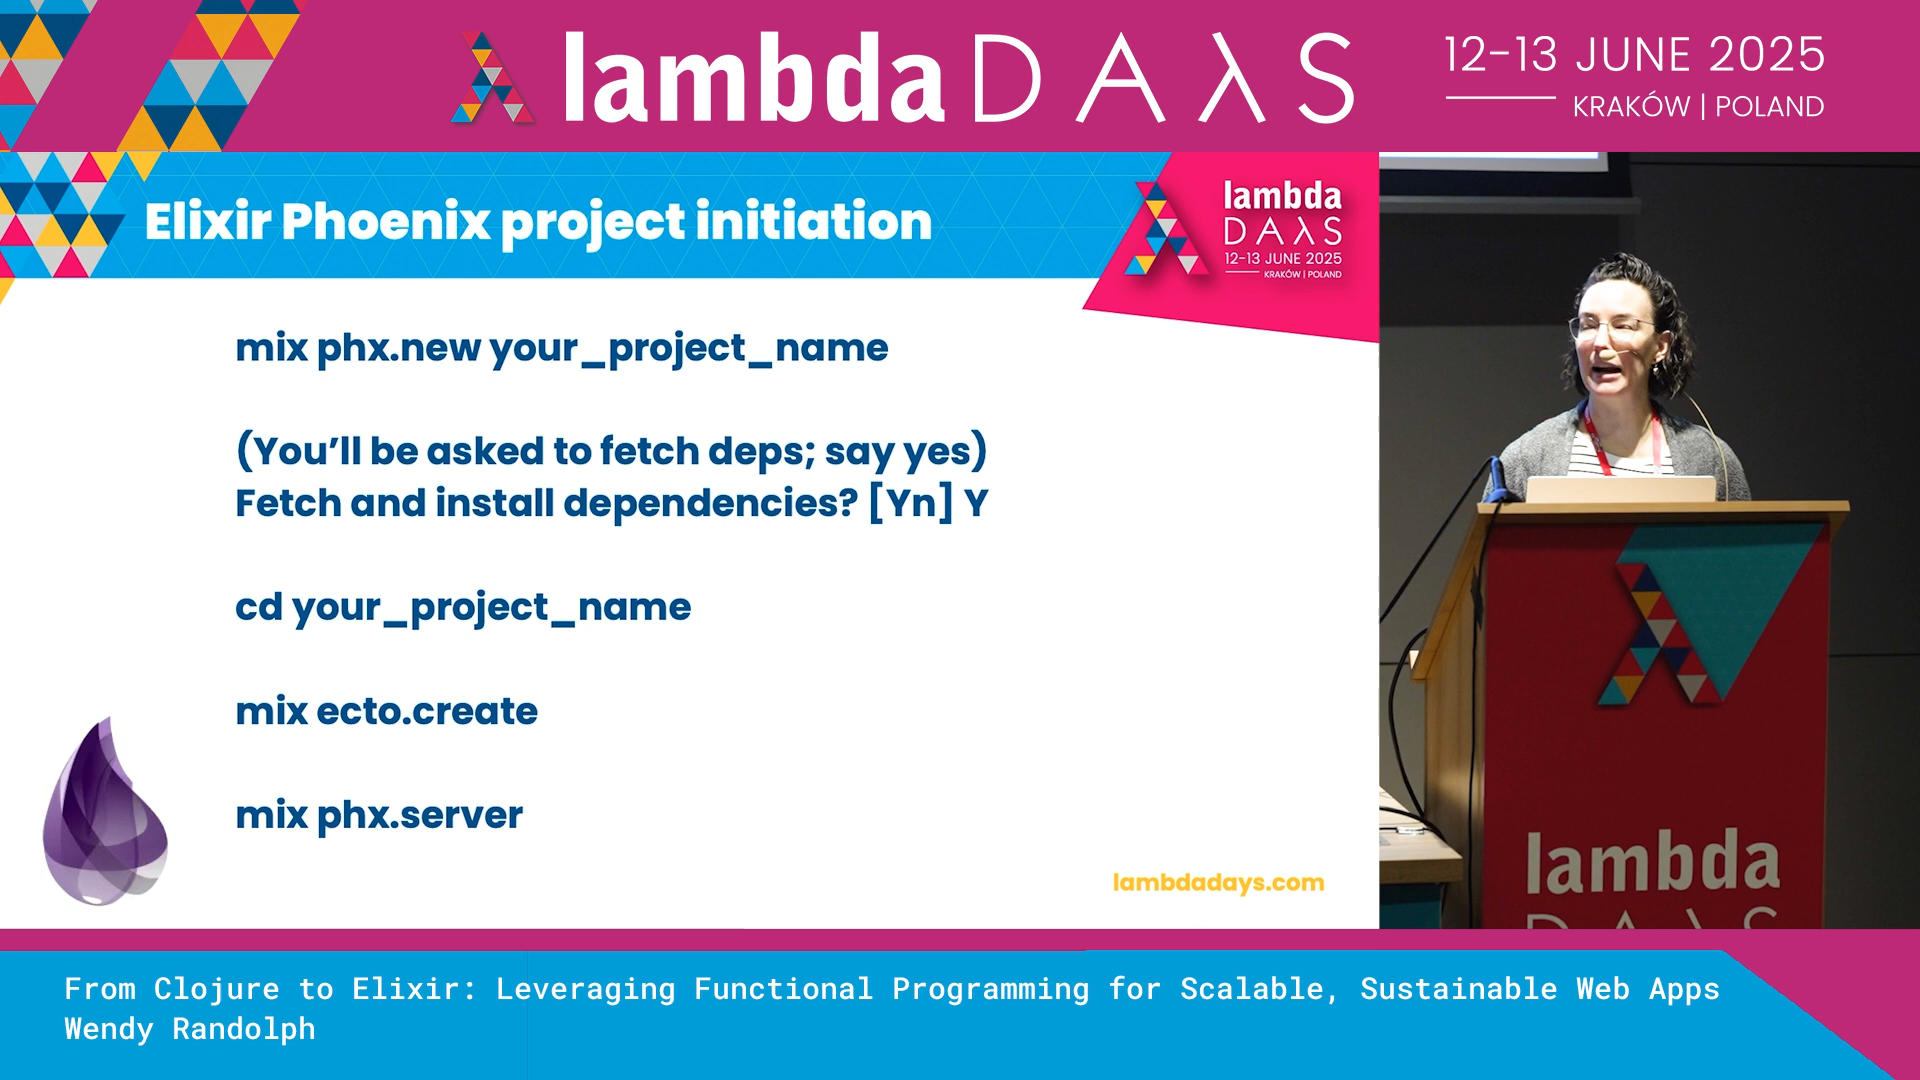 lambda DAλS
12-13 JUNE 2025
KRAKÓW | POLAND
Elixir Phoenix project initiation
lambda
DAλS
12-13 JUNE 2025
KRAKÓW | POLAND
mix phx.new your_project_name
(You’ll be asked to fetch deps; say yes)
Fetch and install dependencies? [Yn] Y
cd your_project_name
mix ecto.create
mix phx.server
lambdadays.com
lambda
DAλS
From Clojure to Elixir: Leveraging Functional Programming for Scalable, Sustainable Web Apps
Wendy Randolph